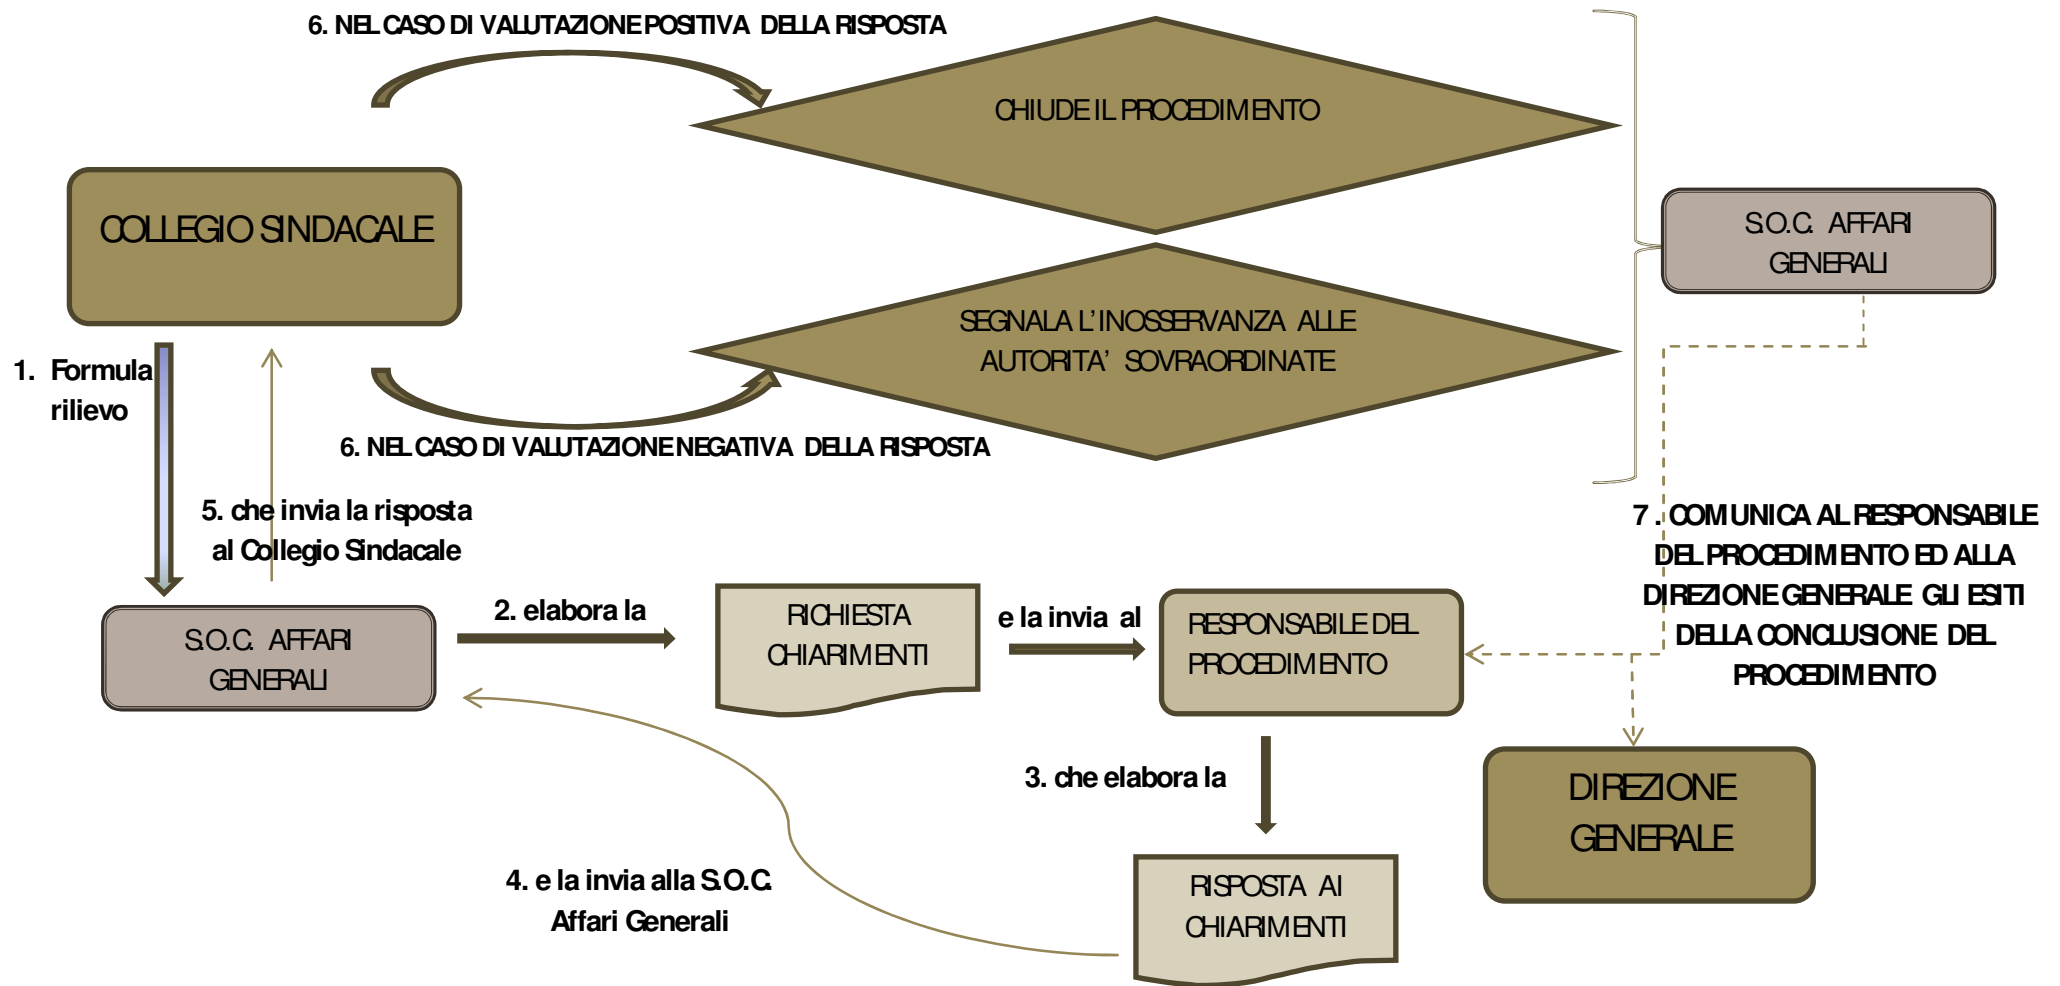 6. NEL CASO DI VALUTAZIONE POSITIVA DELLA RISPOSTA
CHIUDE IL PROCEDIMENTO
COLLEGIO SINDACALE
S.O.C. AFFARI
GENERALI
SEGNALA L' INOSSERVANZA ALLE
AUTORITA' SOVRAORDINATE
1. Formula
rilievo
6. NEL CASO DI VALUTAZIONE NEGATIVA DELLA RISPOSTA
5. che invia la risposta
al Collegio Sindacale
7 . COMUNICA AL RESPONSABILE
DEL PROCEDIMENTO ED ALLA
DIREZIONE GENERALE GLI ESITI
DELLA CONCLUSIONE DEL
PROCEDIMENTO
S.O.C. AFFARI
GENERALI
2. elabora la
RICHIESTA
CHIARIMENTI
e la invia al
RESPONSABILE DEL
PROCEDIMENTO
3. che elabora la
DIREZIONE
GENERALE
4. e la invia alla S.O.C.
Affari Generali
RISPOSTA AI
CHIARIMENTI